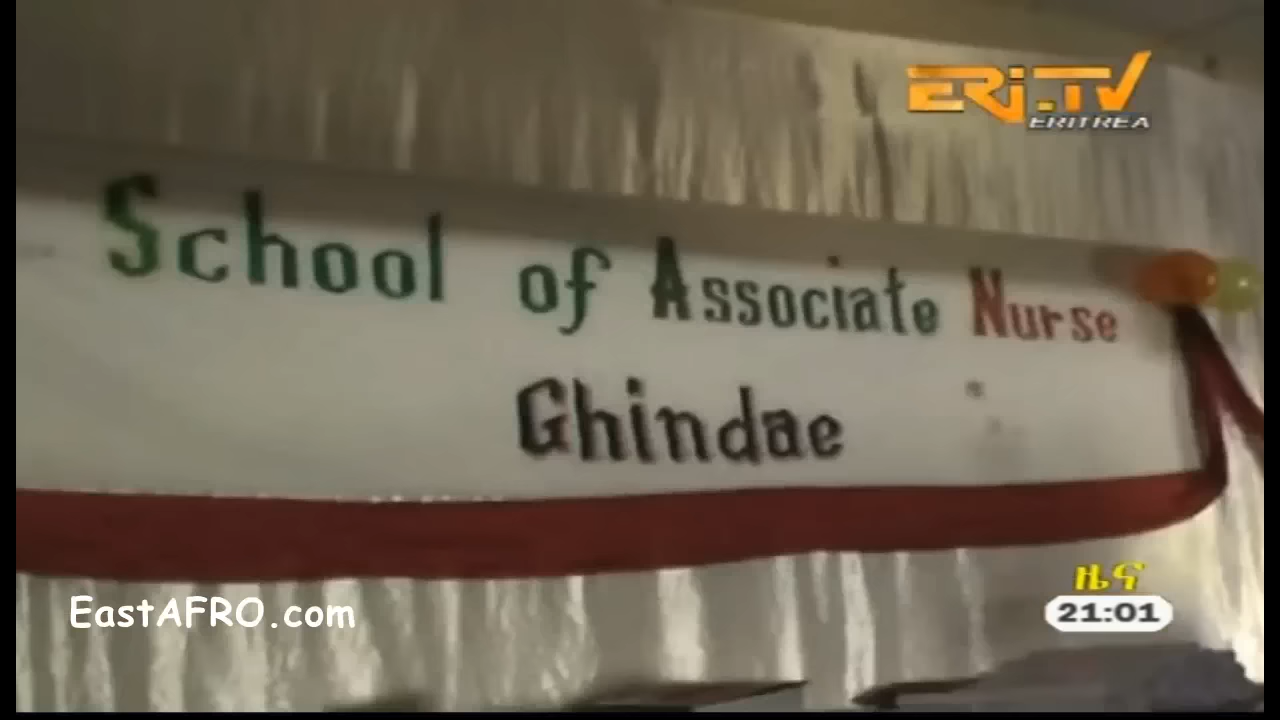 ERi.TV
ERITREA
School of Associate Nurse
Ghindae
EastAFRO.com
ዜና
21:01